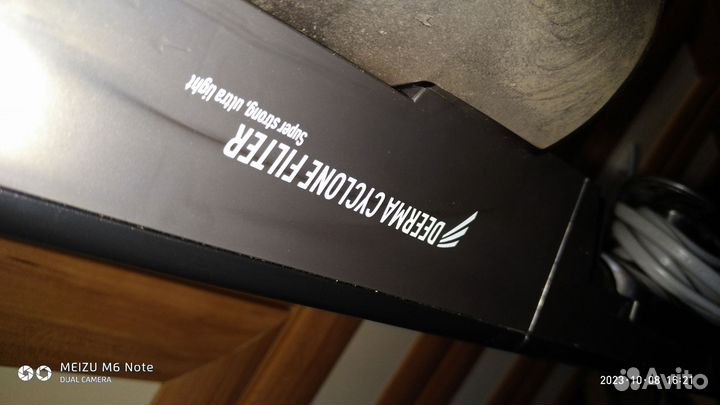 DEERMA CYCLONE FILTER
Super strong, ultra light
MEIZU M6 Note
DUAL CAMERA
2023-10-08 16:21
Avito